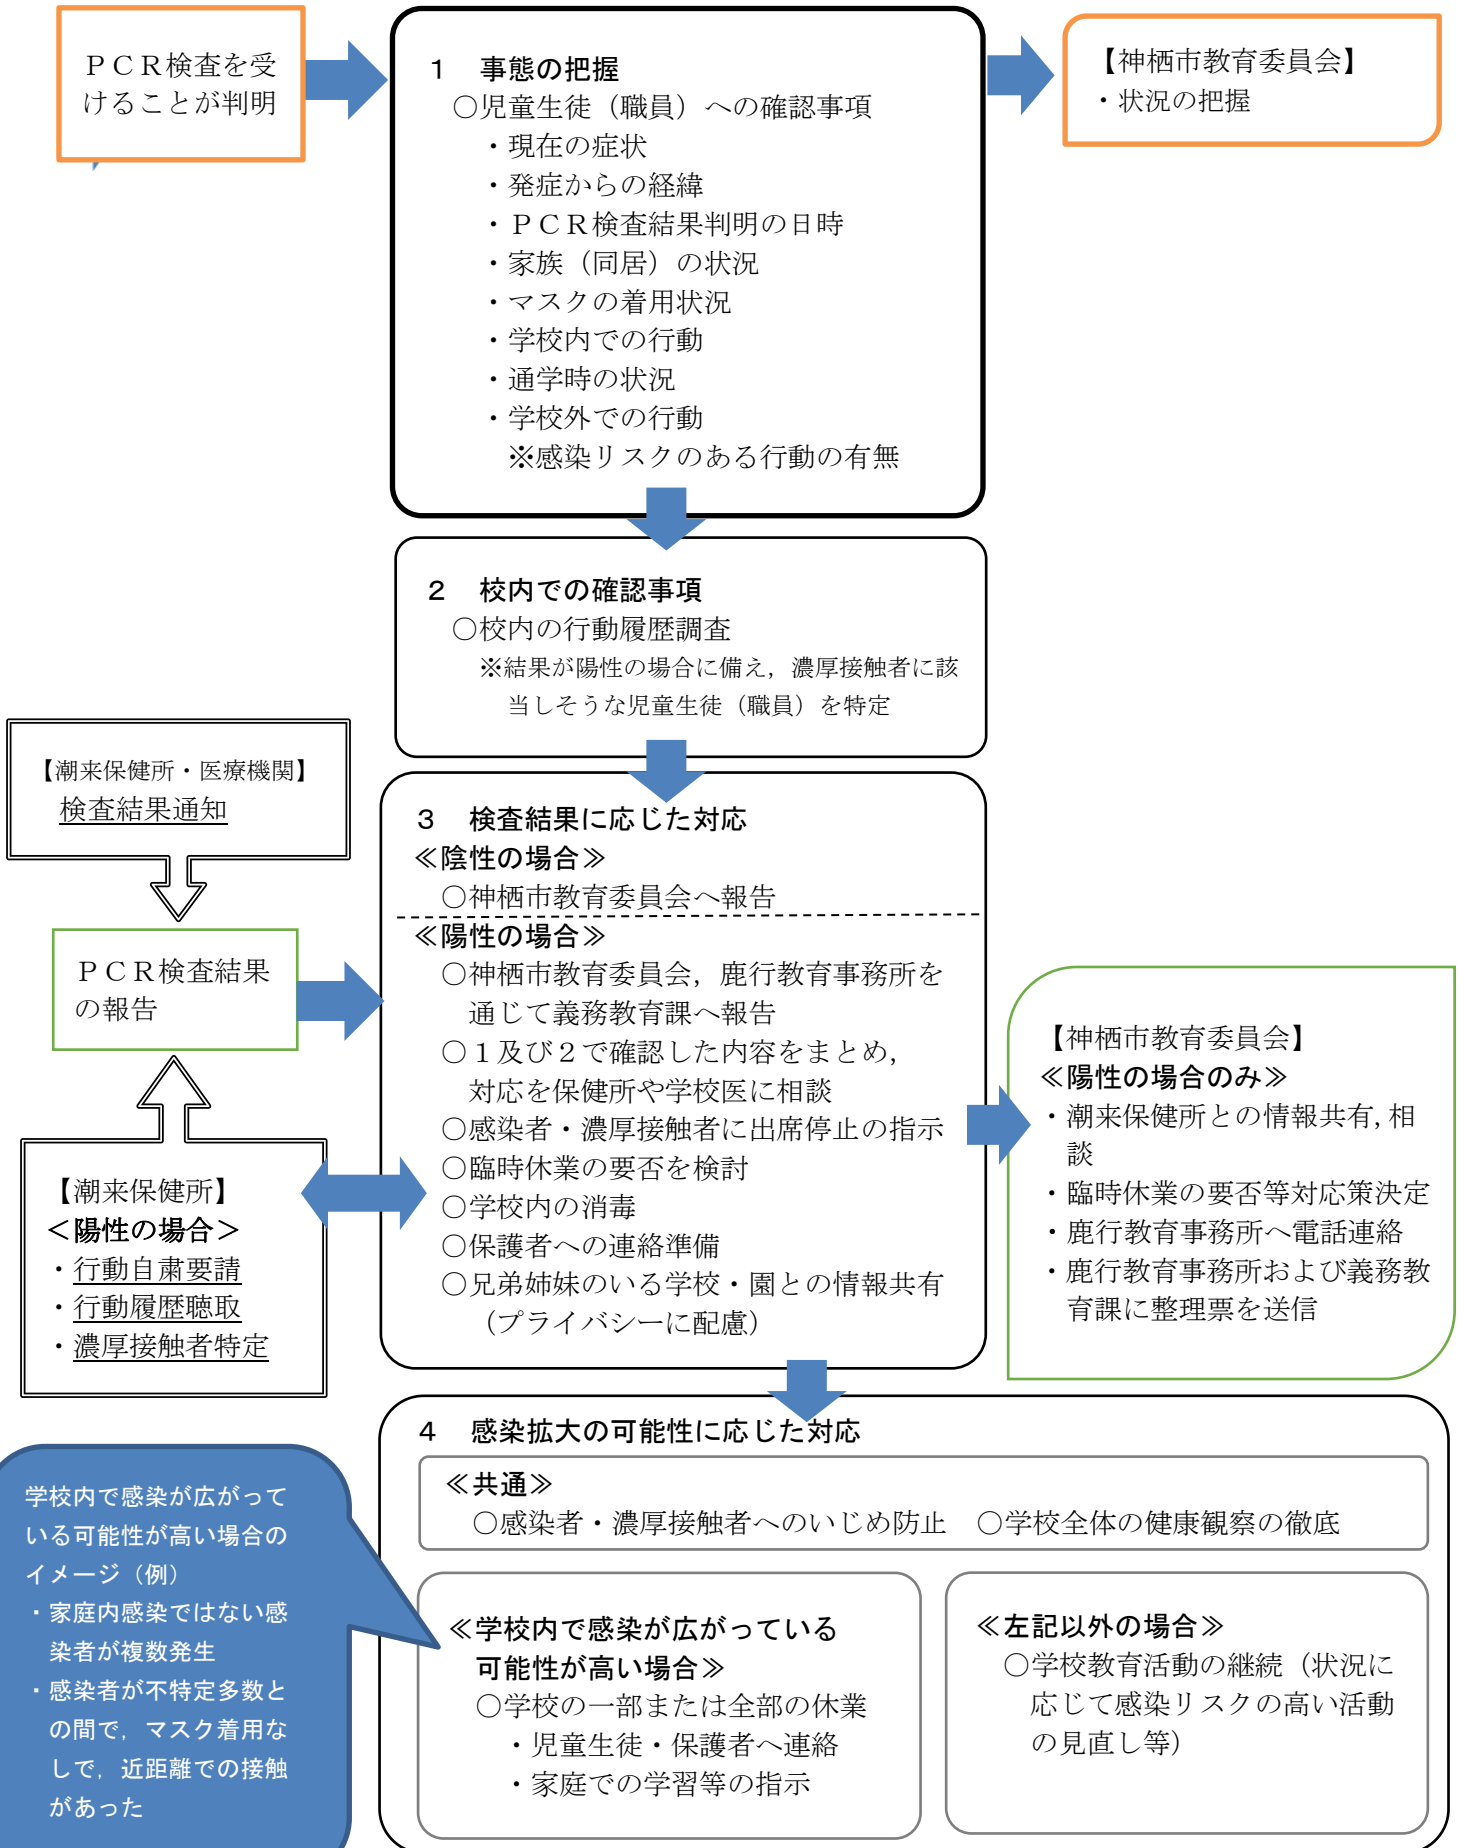 ＰＣＲ検査を受
けることが判明
１　事態の把握
○児童生徒（職員）への確認事項
・現在の症状
・発症からの経緯
・ＰＣＲ検査結果判明の日時
・家族（同居）の状況
・マスクの着用状況
・学校内での行動
・通学時の状況
・学校外での行動
※感染リスクのある行動の有無
【神栖市教育委員会】
・状況の把握
２　校内での確認事項
○校内の行動履歴調査
※結果が陽性の場合に備え，濃厚接触者に該
当しそうな児童生徒（職員）を特定
【潮来保健所・医療機関】
検査結果通知
ＰＣＲ検査結果
の報告
【潮来保健所】
＜陽性の場合＞
・行動自粛要請
・行動履歴聴取
・濃厚接触者特定
３　検査結果に応じた対応
≪陰性の場合≫
○神栖市教育委員会へ報告
≪陽性の場合≫
○神栖市教育委員会，鹿行教育事務所を
通じて義務教育課へ報告
○１及び２で確認した内容をまとめ，
対応を保健所や学校医に相談
○感染者・濃厚接触者に出席停止の指示
○臨時休業の要否を検討
○学校内の消毒
○保護者への連絡準備
○兄弟姉妹のいる学校・園との情報共有
（プライバシーに配慮）
【神栖市教育委員会】
≪陽性の場合のみ≫
・潮来保健所との情報共有，相
談
・臨時休業の要否等対応策決定
・鹿行教育事務所へ電話連絡
・鹿行教育事務所および義務教
育課に整理票を送信
４　感染拡大の可能性に応じた対応
≪共通≫
○感染者・濃厚接触者へのいじめ防止　○学校全体の健康観察の徹底
学校内で感染が広がって
いる可能性が高い場合の
イメージ（例）
・家庭内感染ではない感
染者が複数発生
・感染者が不特定多数と
の間で，マスク着用な
しで，近距離での接触
があった
≪学校内で感染が広がっている
可能性が高い場合≫
○学校の一部または全部の休業
・児童生徒・保護者へ連絡
・家庭での学習等の指示
≪左記以外の場合≫
○学校教育活動の継続（状況に
応じて感染リスクの高い活動
の見直し等）